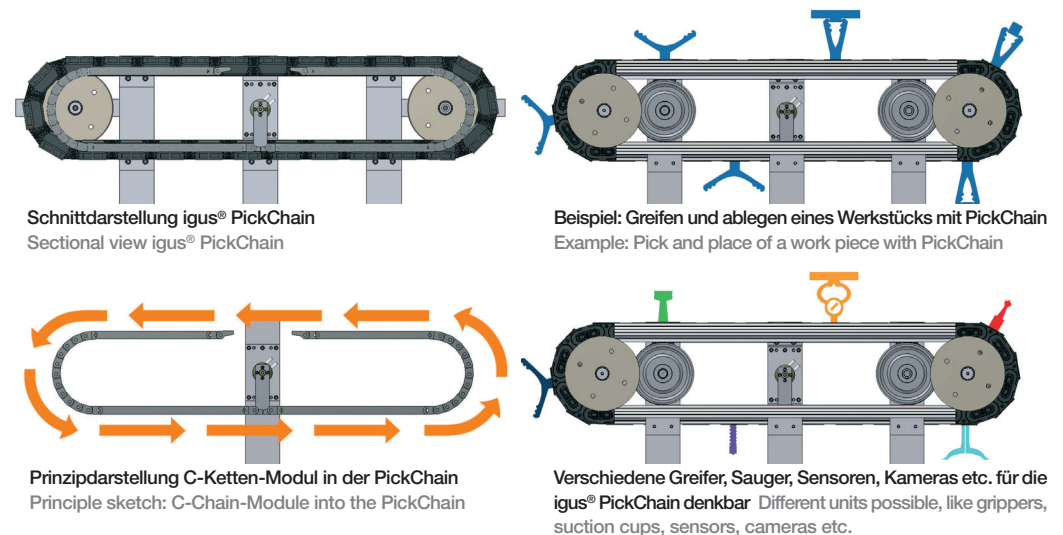 Schnittdarstellung igus® PickChain
Sectional view igus® PickChain
Beispiel: Greifen und ablegen eines Werkstücks mit PickChain
Example: Pick and place of a work piece with PickChain
Prinzipdarstellung C-Ketten-Modul in der PickChain
Principle sketch: C-Chain-Module into the PickChain
Verschiedene Greifer, Sauger, Sensoren, Kameras etc. für die
igus® PickChain denkbar Different units possible, like grippers,
suction cups, sensors, cameras etc.